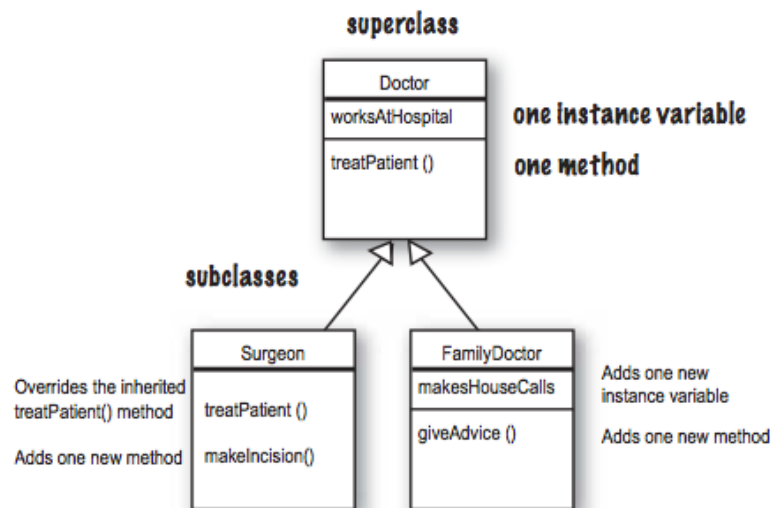 superclass
Doctor
worksAtHospital
one instance variable
treatPatient ()
one method
subclasses
Surgeon
Overrides the inherited
treatPatient() method
treatPatient ()
Adds one new method
makeIncision()
FamilyDoctor
makesHouseCalls
Adds one new
instance variable
giveAdvice ()
Adds one new method